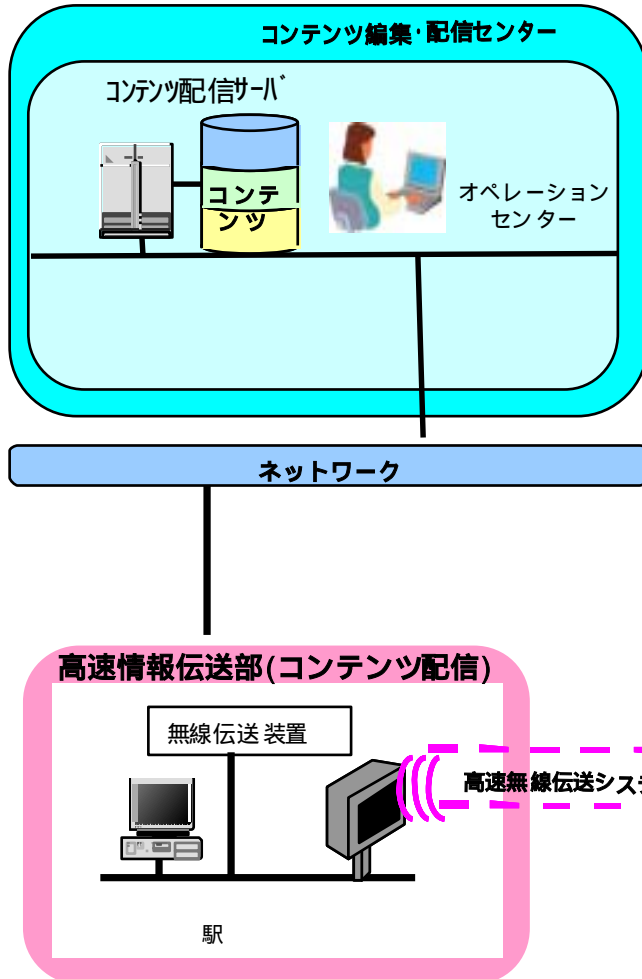 コンテンツ編集・配信センター
コンテンツ配信サーバ
コンテ
ンツ
オペレーション
センター
ネットワーク
高速情報伝送部(コンテンツ配信)
無線伝送装置
高速無線伝送シス
駅